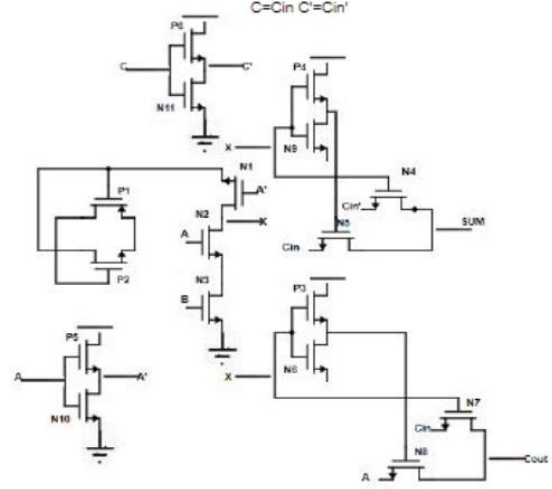 C=Cin C'=Cin'
P6
C
C'
N11
P4
X
N9
N4
Cin'
N5
SUM
Cin
N1
A'
P1
N2
X
A
P2
N3
B
P3
P5
N6
X
A
A'
N10
N7
Cin
N8
A
Cout